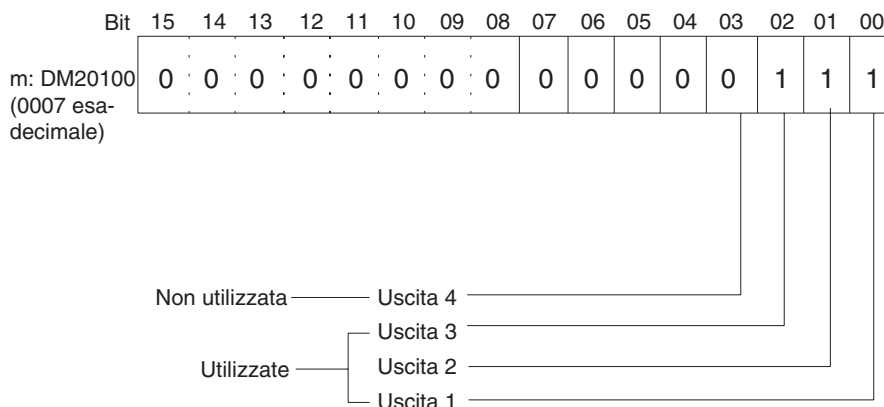 Bit 15 14 13 12 11 10 09 08 07 06 05 04 03 02 01 00
m: DM20100 0 0 0 0 0 0 0 0 0 0 0 0 0 1 1 1
(0007 esa-
decimale)
Non utilizzata Uscita 4
Uscita 3
Utilizzate Uscita 2
Uscita 1